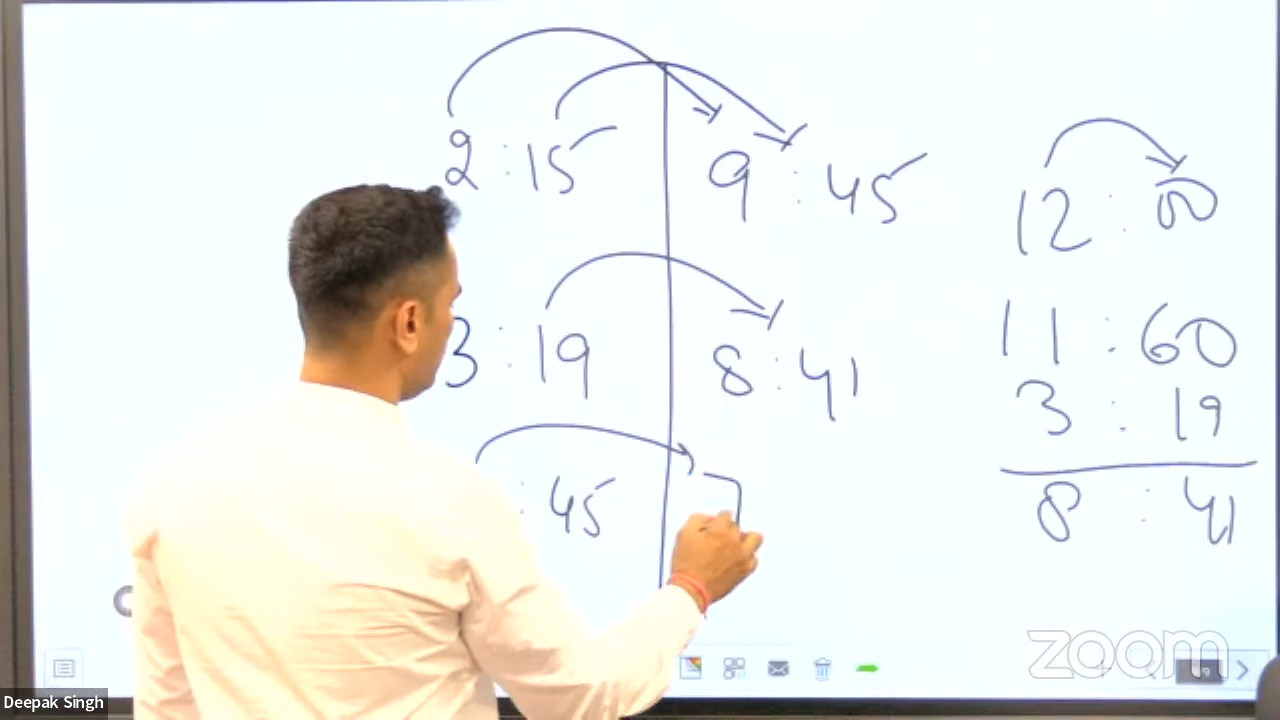 2 : 15 9 : 45
12 : 00
3 : 19 8 : 41
11 : 60
3 : 19
8 : 41
: 45 7
zoom
Deepak Singh